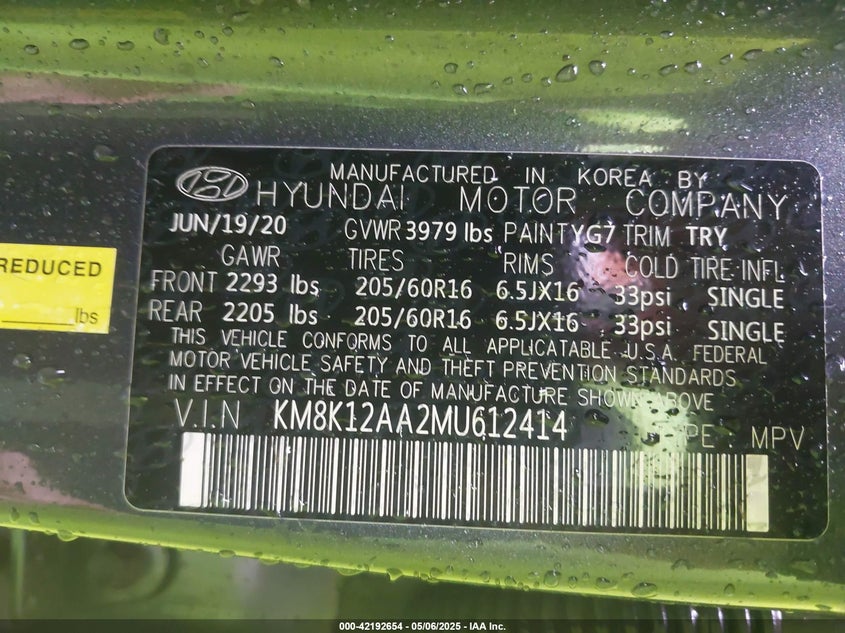 MANUFACTURED IN KOREA BY
HYUNDAI MOTOR COMPANY
JUN/19/20 GVWR 3979 lbs PAINT YG7 TRIM TRY
GAWR TIRES RIMS COLD TIRE INFL
FRONT 2293 lbs 205/60R16 6.5JX16 33psi SINGLE
REAR 2205 lbs 205/60R16 6.5JX16 33psi SINGLE
THIS VEHICLE CONFORMS TO ALL APPLICATABLE U.S.A. FEDERAL
MOTOR VEHICLE SAFETY AND THEFT PREVENTION STANDARDS
IN EFFECT ON THE DATE OF MANUFACTURE SHOWN ABOVE
V.I.N KM8K12AA2MU612414 PE : MPV
REDUCED
lbs
000-42192654 - 05/06/2025 - IAA Inc.